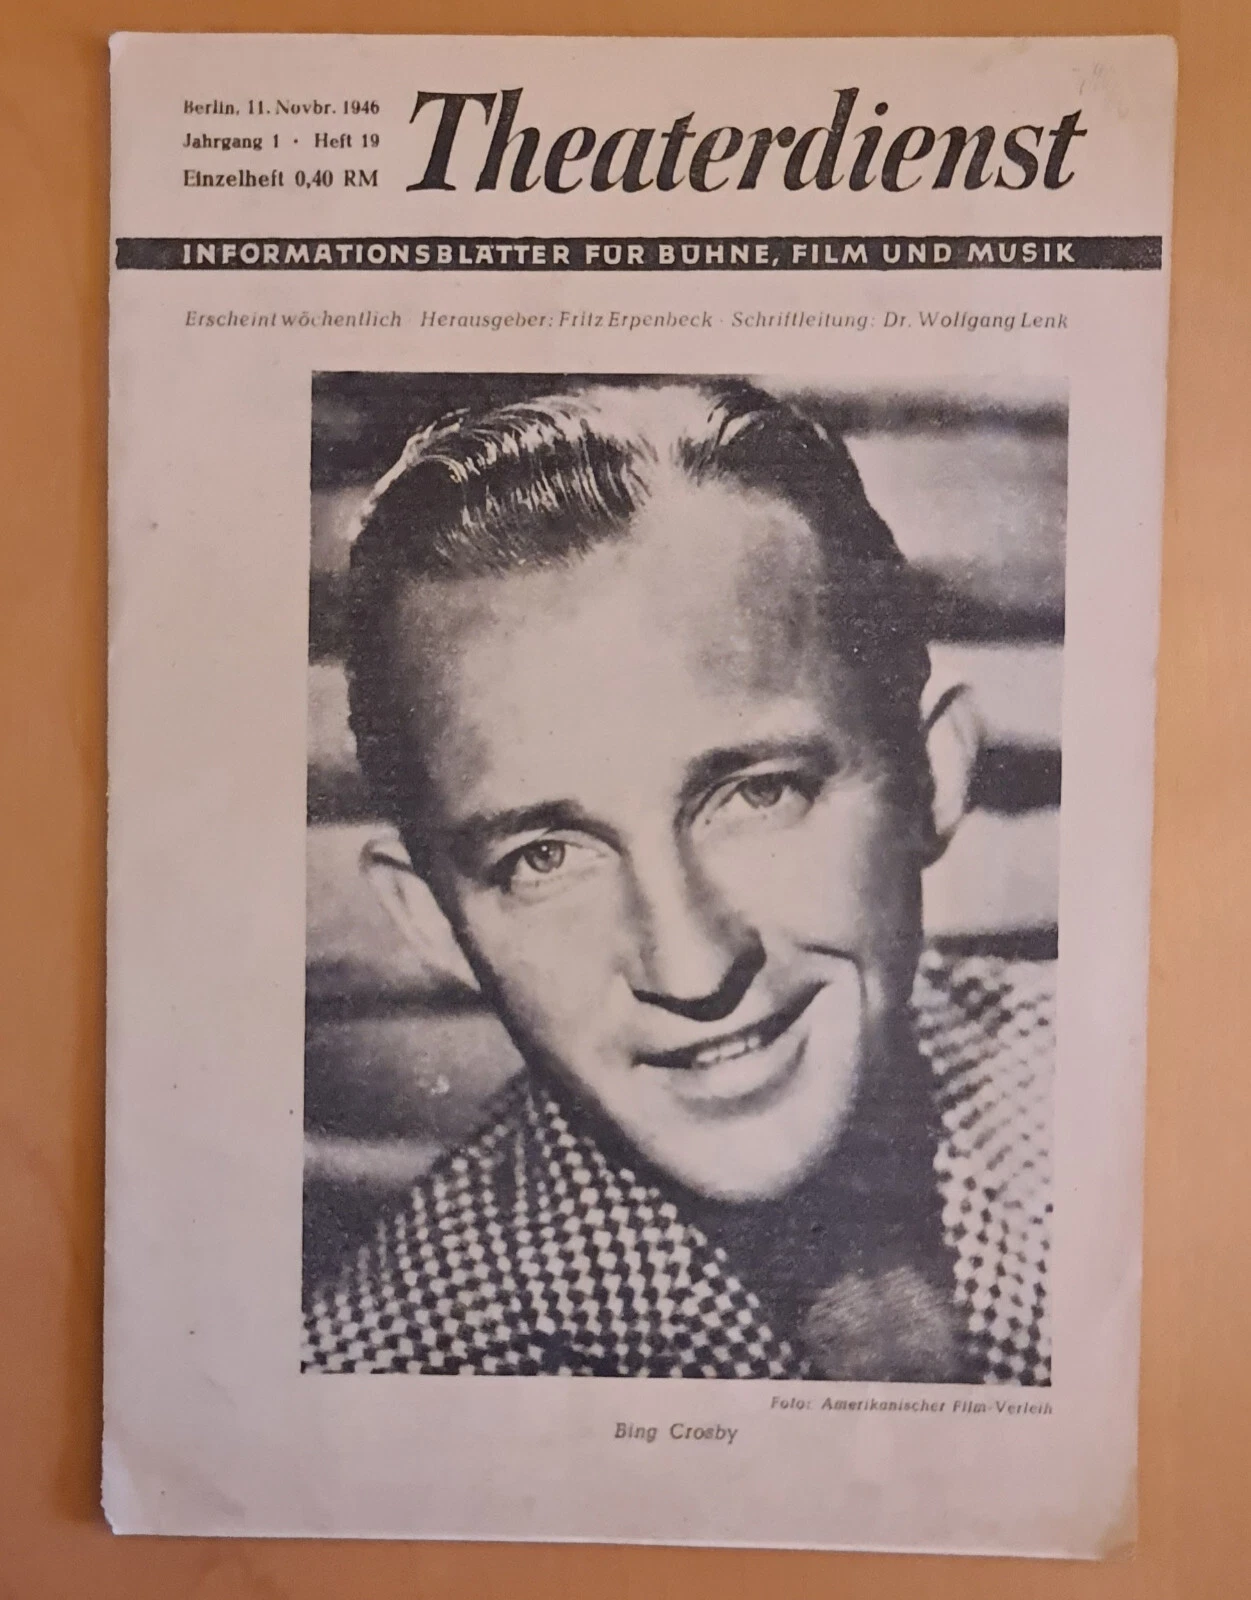 Berlin, 11. Novbr. 1946
Jahrgang 1 · Heft 19
Einzelheft 0,40 RM
Theaterdienst
INFORMATIONSBLÄTTER FÜR BÜHNE, FILM UND MUSIK
Erscheint wöchentlich · Herausgeber: Fritz Erpenbeck · Schriftleitung: Dr. Wolfgang Lenk
Foto: Amerikanischer Film-Verleih
Bing Crosby